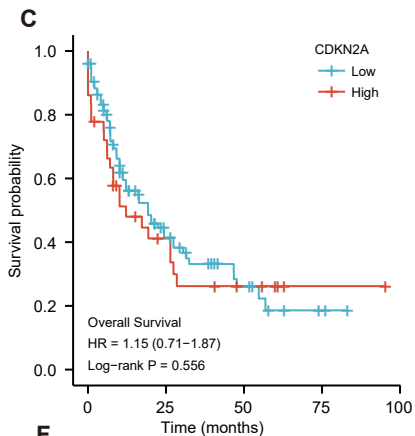 C
CDKN2A
Low
High
Survival probability
1.0
0.8
0.6
0.4
0.2
0.0
Overall Survival
HR = 1.15 (0.71−1.87)
Log−rank P = 0.556
0 25 50 75 100
Time (months)